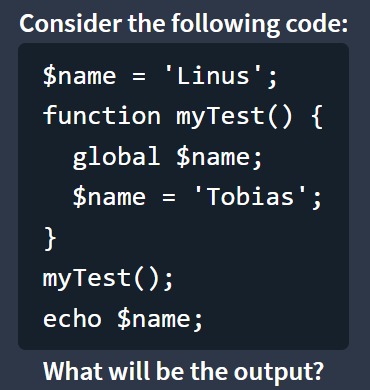 Consider the following code:
$name = 'Linus';
function myTest() {
  global $name;
  $name = 'Tobias';
}
myTest();
echo $name;
What will be the output?